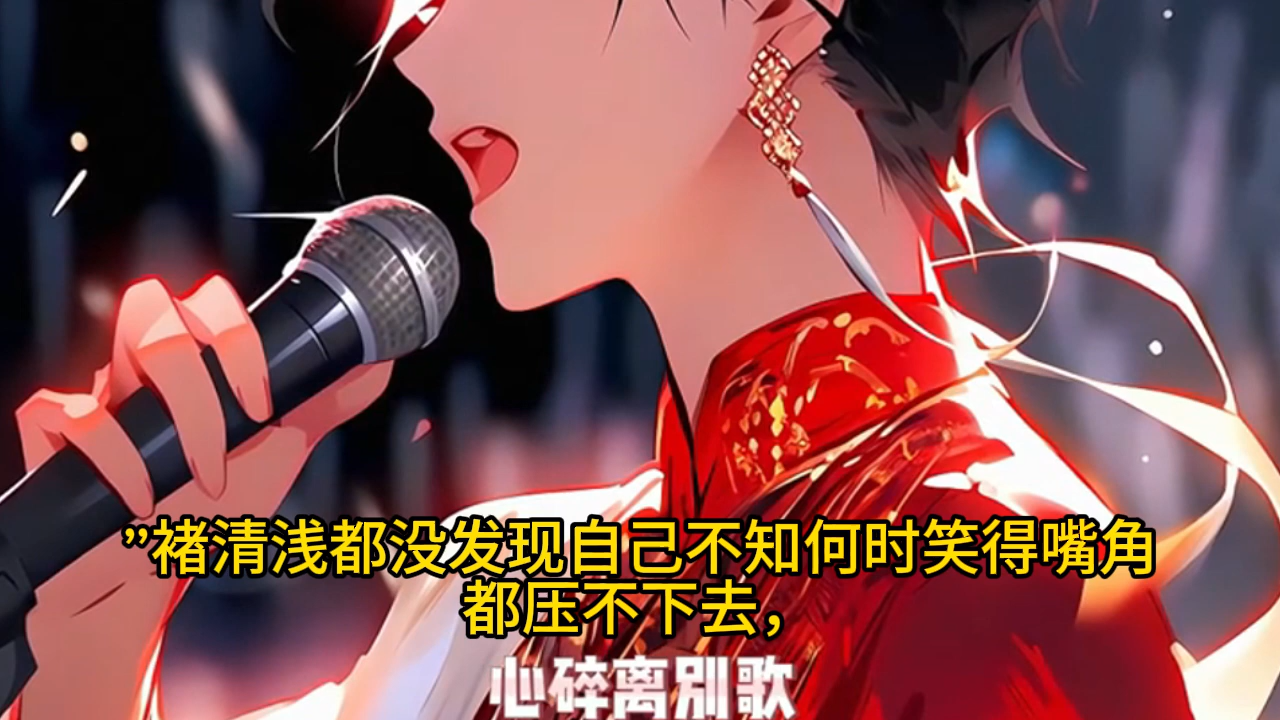 ”褚清浅都没发现自己不知何时笑得嘴角
都压不下去，
心碎离别歌